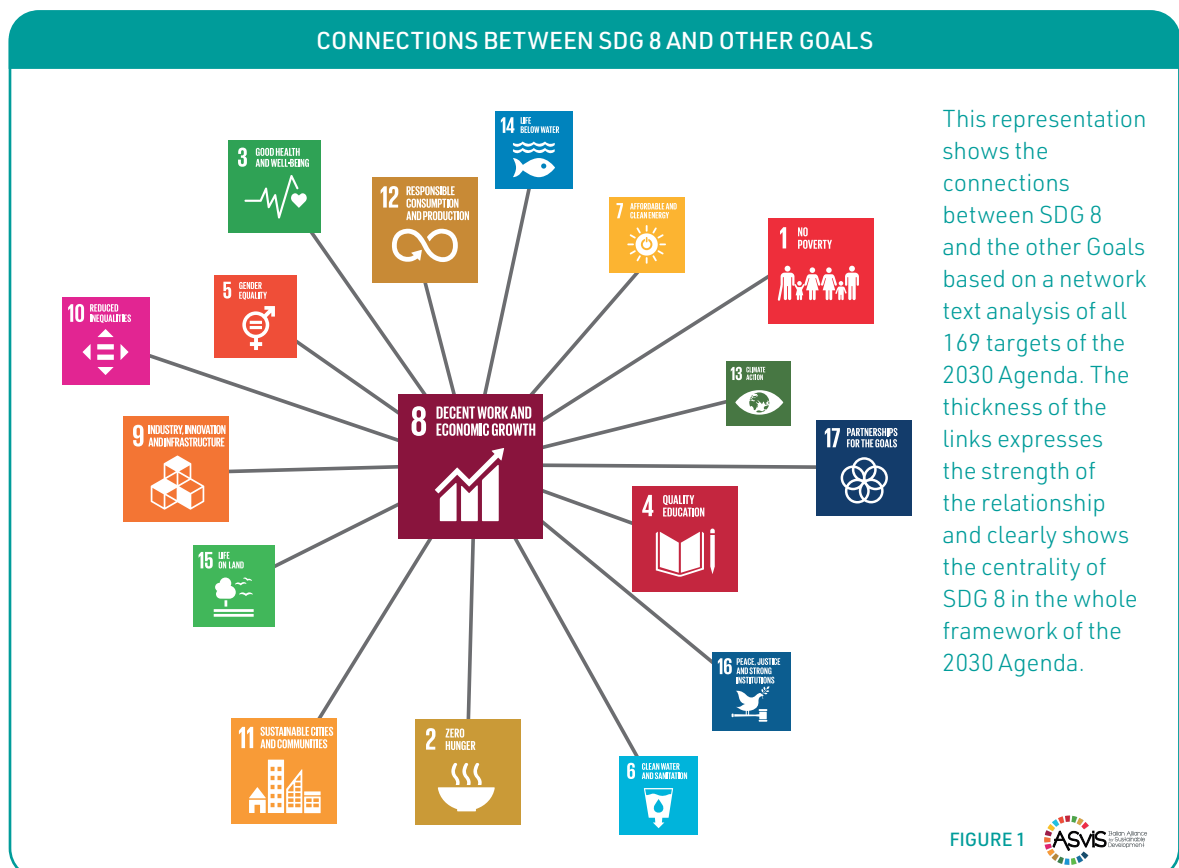 CONNECTIONS BETWEEN SDG 8 AND OTHER GOALS
14 LIFE
BELOW WATER
3 GOOD HEALTH
AND WELL-BEING
12 RESPONSIBLE
CONSUMPTION
AND PRODUCTION
7 AFFORDABLE AND
CLEAN ENERGY
1 NO
POVERTY
5 GENDER
EQUALITY
10 REDUCED
INEQUALITIES
13 CLIMATE
ACTION
8 DECENT WORK AND
ECONOMIC GROWTH
9 INDUSTRY, INNOVATION
AND INFRASTRUCTURE
17 PARTNERSHIPS
FOR THE GOALS
4 QUALITY
EDUCATION
15 LIFE
ON LAND
16 PEACE, JUSTICE
AND STRONG
INSTITUTIONS
11 SUSTAINABLE CITIES
AND COMMUNITIES
2 ZERO
HUNGER
6 CLEAN WATER
AND SANITATION
This representation
shows the
connections
between SDG 8
and the other Goals
based on a network
text analysis of all
169 targets of the
2030 Agenda. The
thickness of the
links expresses
the strength of
the relationship
and clearly shows
the centrality of
SDG 8 in the whole
framework of the
2030 Agenda.
FIGURE 1
ASviS
Italian Alliance
for Sustainable
Development